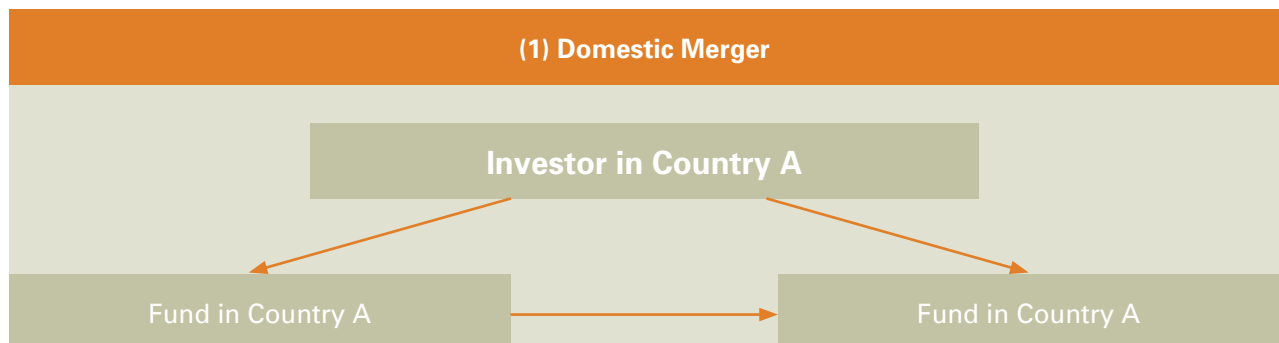 (1) Domestic Merger
Investor in Country A
Fund in Country A
Fund in Country A